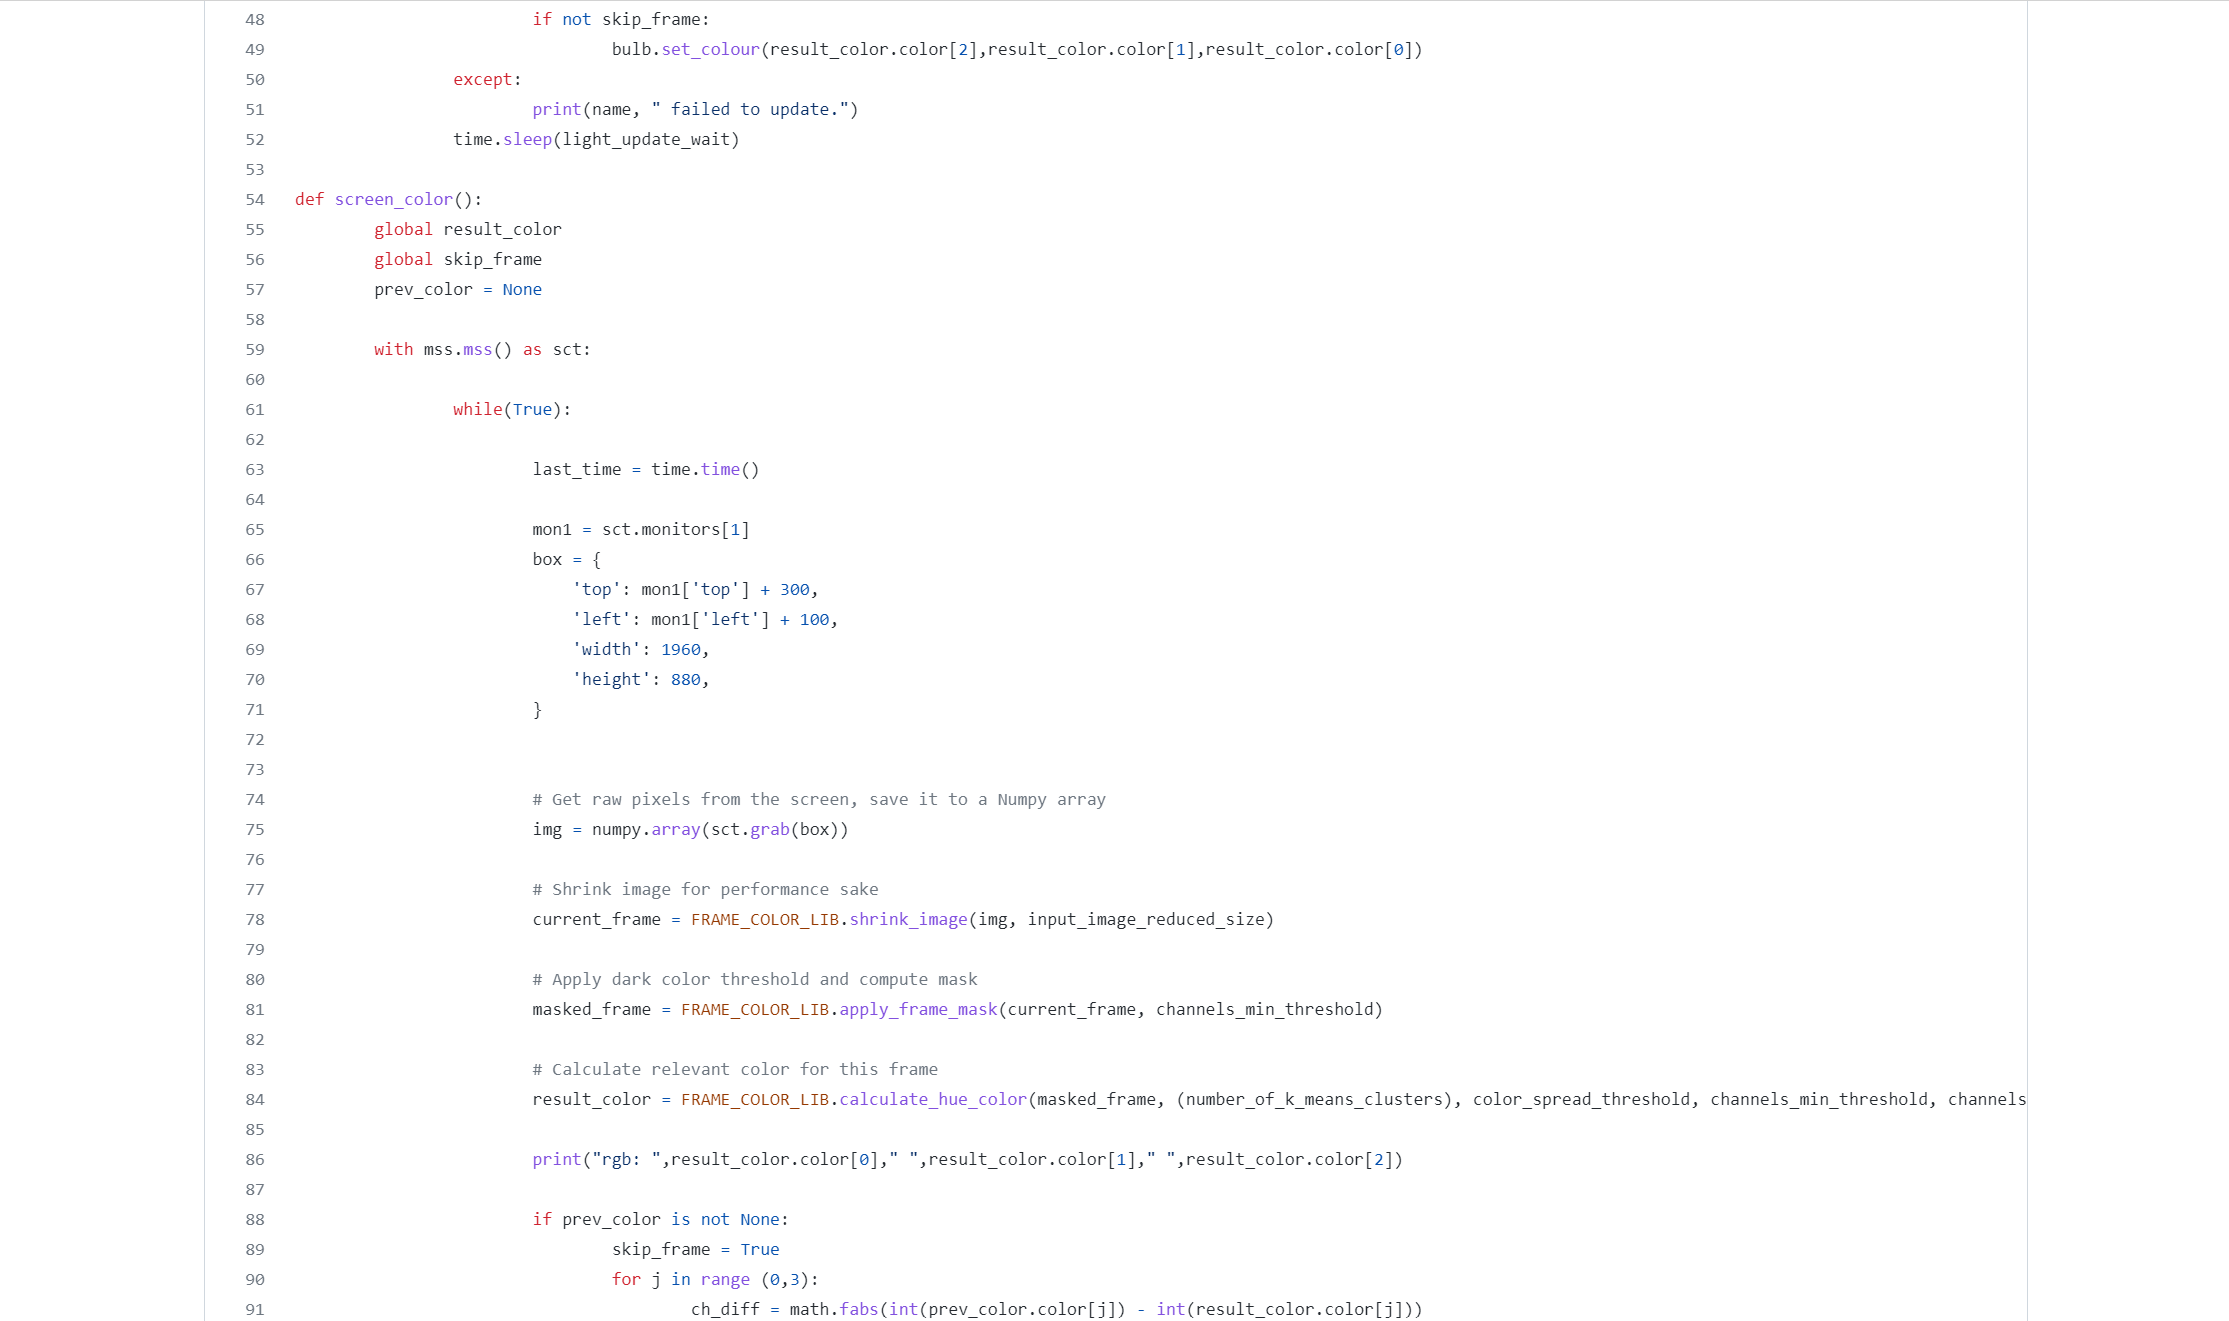 48 if not skip_frame:
49 bulb.set_colour(result_color.color[2],result_color.color[1],result_color.color[0])
50 except:
51 print(name, " failed to update.")
52 time.sleep(light_update_wait)
53
54 def screen_color():
55 global result_color
56 global skip_frame
57 prev_color = None
58
59 with mss.mss() as sct:
60
61 while(True):
62
63 last_time = time.time()
64
65 mon1 = sct.monitors[1]
66 box = {
67 'top': mon1['top'] + 300,
68 'left': mon1['left'] + 100,
69 'width': 1960,
70 'height': 880,
71 }
72
73
74 # Get raw pixels from the screen, save it to a Numpy array
75 img = numpy.array(sct.grab(box))
76
77 # Shrink image for performance sake
78 current_frame = FRAME_COLOR_LIB.shrink_image(img, input_image_reduced_size)
79
80 # Apply dark color threshold and compute mask
81 masked_frame = FRAME_COLOR_LIB.apply_frame_mask(current_frame, channels_min_threshold)
82
83 # Calculate relevant color for this frame
84 result_color = FRAME_COLOR_LIB.calculate_hue_color(masked_frame, (number_of_k_means_clusters), color_spread_threshold, channels_min_threshold, channels
85
86 print("rgb: ",result_color.color[0]," ",result_color.color[1]," ",result_color.color[2])
87
88 if prev_color is not None:
89 skip_frame = True
90 for j in range (0,3):
91 ch_diff = math.fabs(int(prev_color.color[j]) - int(result_color.color[j]))